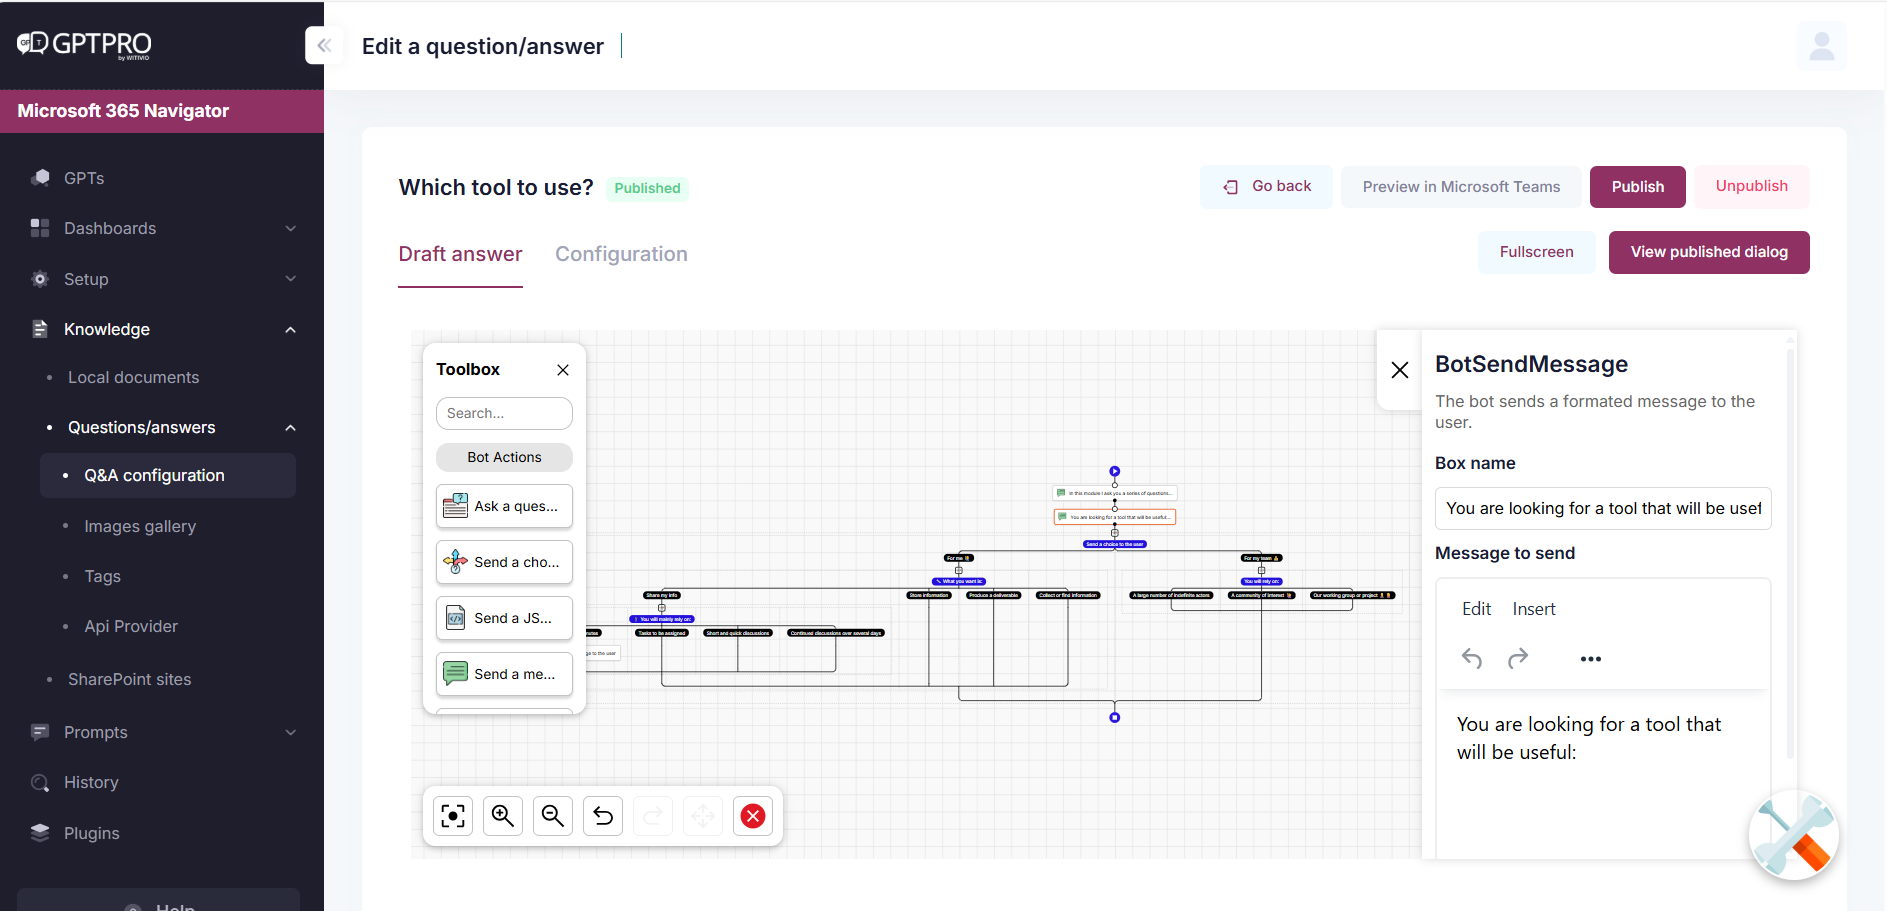 GPTPRO
by WITIVIO
Microsoft 365 Navigator
GPTs
Dashboards
Setup
Knowledge
Local documents
Questions/answers
Q&A configuration
Images gallery
Tags
Api Provider
SharePoint sites
Prompts
History
Plugins
Help
Edit a question/answer
Which tool to use?
Published
Go back
Preview in Microsoft Teams
Publish
Unpublish
Draft answer
Configuration
Fullscreen
View published dialog
Toolbox
Search...
Bot Actions
Ask a ques...
Send a cho...
Send a JS...
Send a me...
In this module I ask you a series of questions...
You are looking for a tool that will be useful:...
Send a choice to the user
For me
For my team
What you want is:
You will rely on:
Share my info
Store information
Produce a deliverable
Collect or find information
A large number of indefinite actors
A community of interest
Our working group or project
You will mainly rely on:
Tasks to be assigned
Short and quick discussions
Continued discussions over several days
ge to the user
BotSendMessage
The bot sends a formated message to the
user.
Box name
You are looking for a tool that will be usef
Message to send
Edit
Insert
You are looking for a tool that
will be useful: